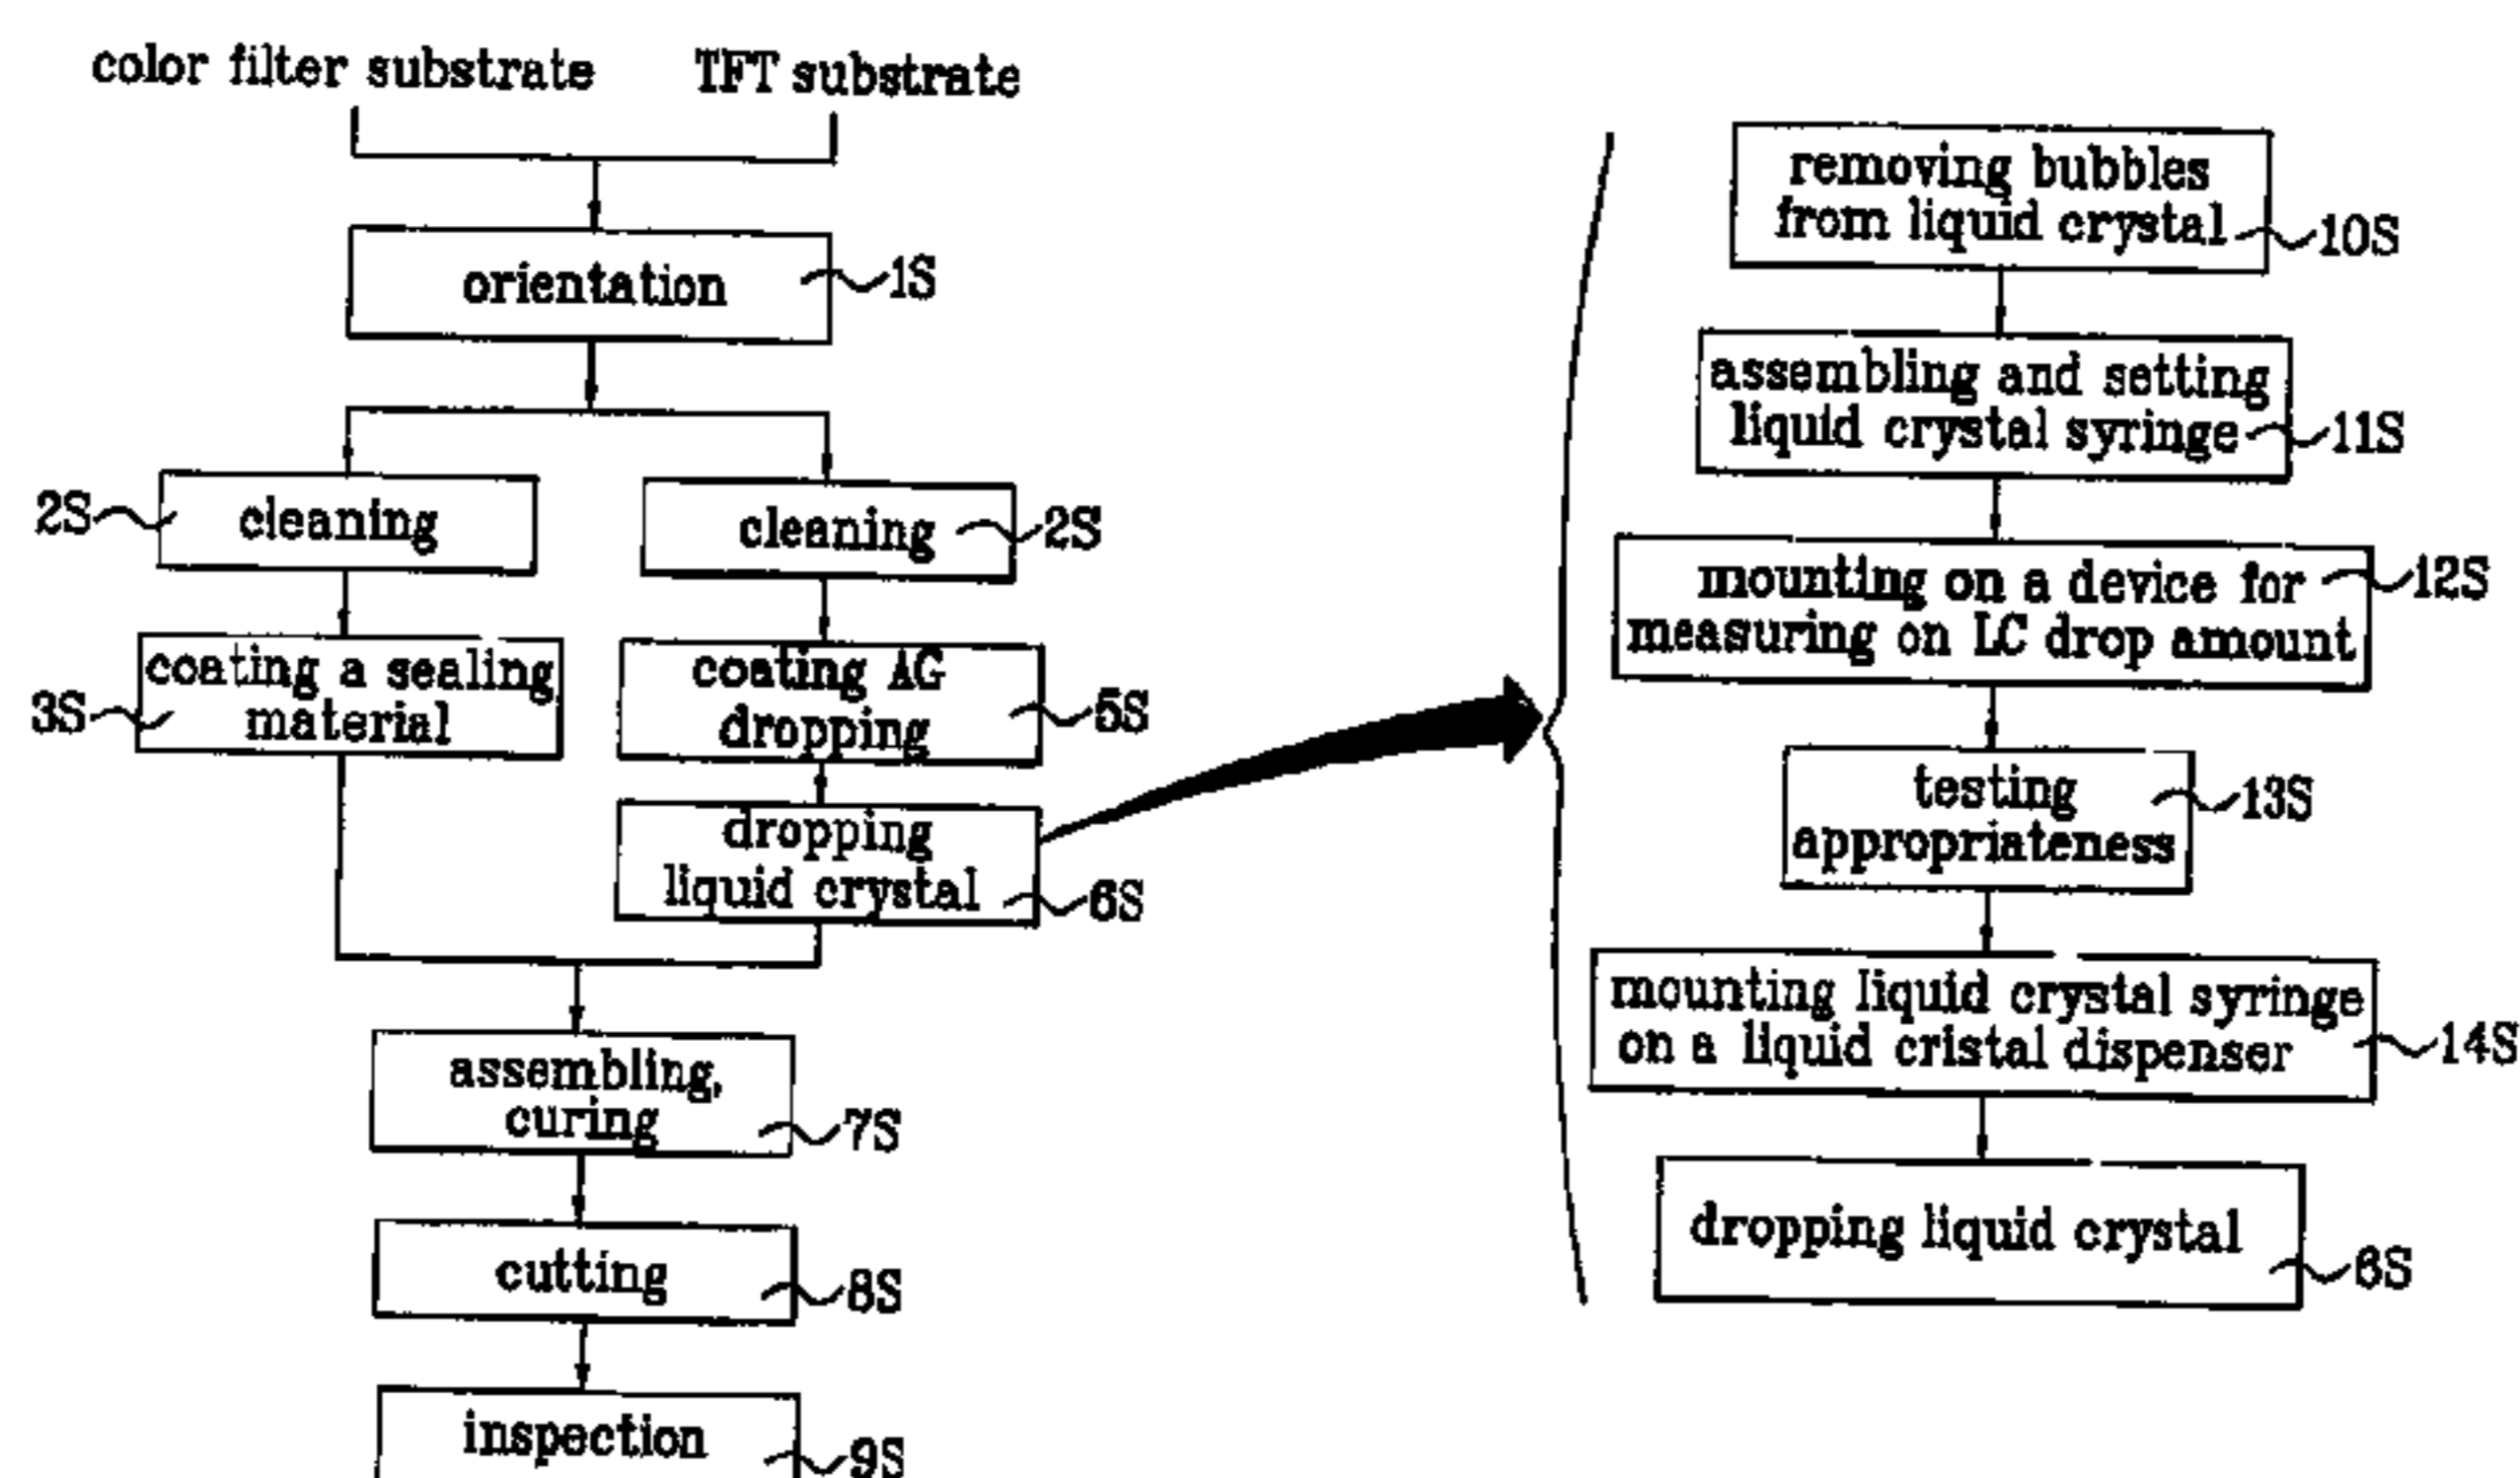 color filter substrate
TFT substrate
orientation
1S
2S
cleaning
cleaning
2S
3S
coating a sealing
material
coating AG
dropping
5S
dropping
liquid crystal
6S
assembling,
curing
7S
cutting
8S
inspection
9S
removing bubbles
from liquid crystal
10S
assembling and setting
liquid crystal syringe
11S
mounting on a device for
measuring on LC drop amount
12S
testing
appropriateness
13S
mounting liquid crystal syringe
on a liquid cristal dispenser
14S
dropping liquid crystal
6S